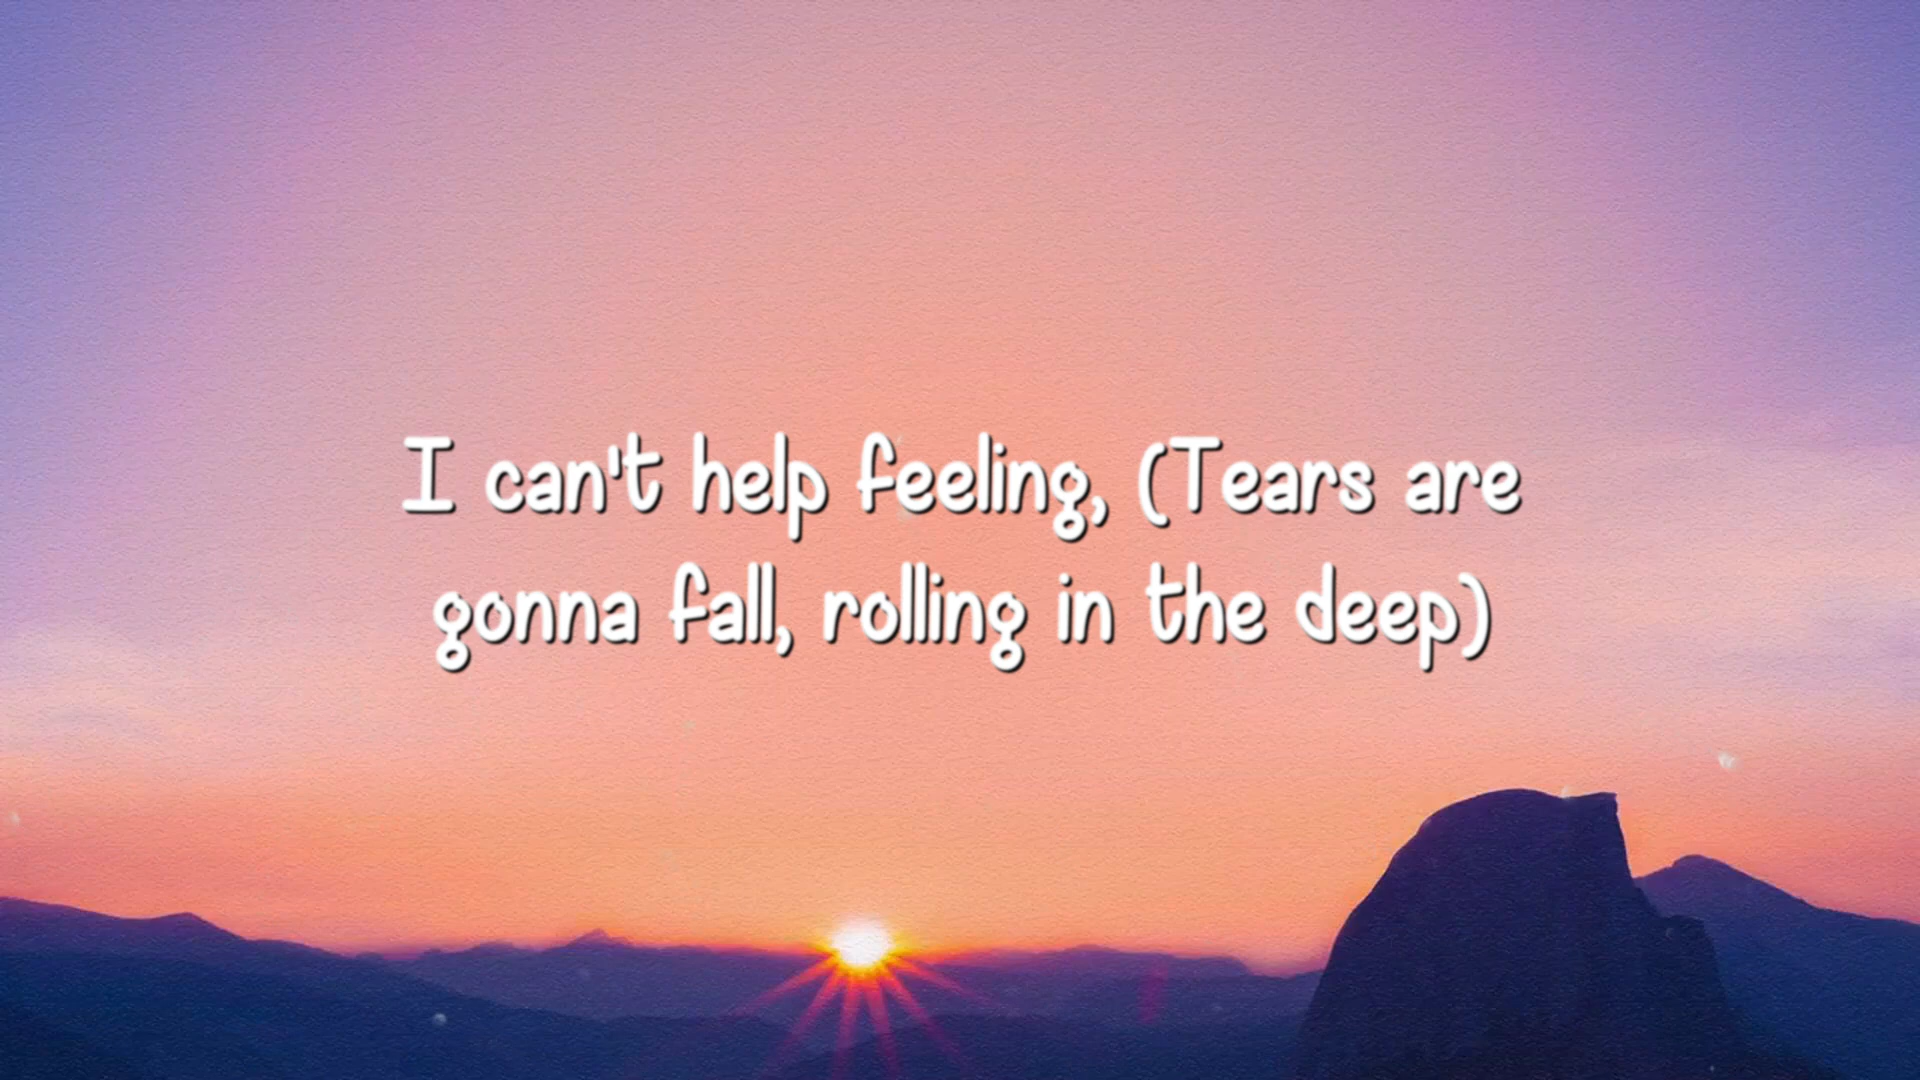 I can't help feeling, (Tears are
gonna fall, rolling in the deep)